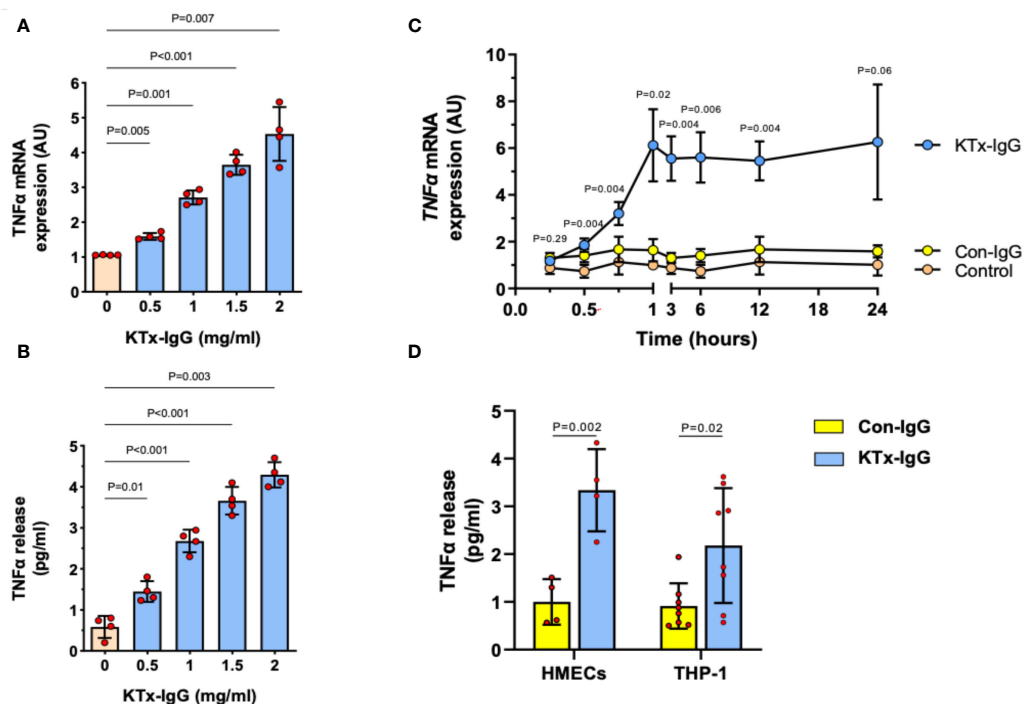 A
P=0.007
P<0.001
P=0.001
P=0.005
TNFα mRNA
expression (AU)
6
5
4
3
2
1
0
0 0.5 1 1.5 2
KTx-IgG (mg/ml)
B
P=0.003
P<0.001
P<0.001
P=0.01
TNFα release
(pg/ml)
5
4
3
2
1
0
0 0.5 1 1.5 2
KTx-IgG (mg/ml)
C
TNFα mRNA
expression (AU)
10
8
6
4
2
0
P=0.29
P=0.004
P=0.004
P=0.02
P=0.004
P=0.006
P=0.004
P=0.06
KTx-IgG
Con-IgG
Control
0.0 0.5 1 3 6 12 18 24
Time (hours)
D
TNFα release
(pg/ml)
5
4
3
2
1
0
P=0.002
P=0.02
HMECs THP-1
Con-IgG
KTx-IgG